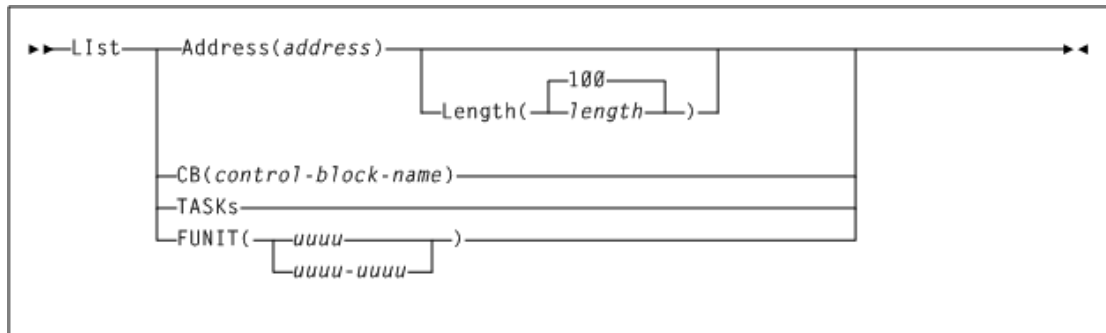 LIst Address(address)
100
Length( length )
CB(control-block-name)
TASKs
FUNIT( uuuu )
uuuu-uuuu